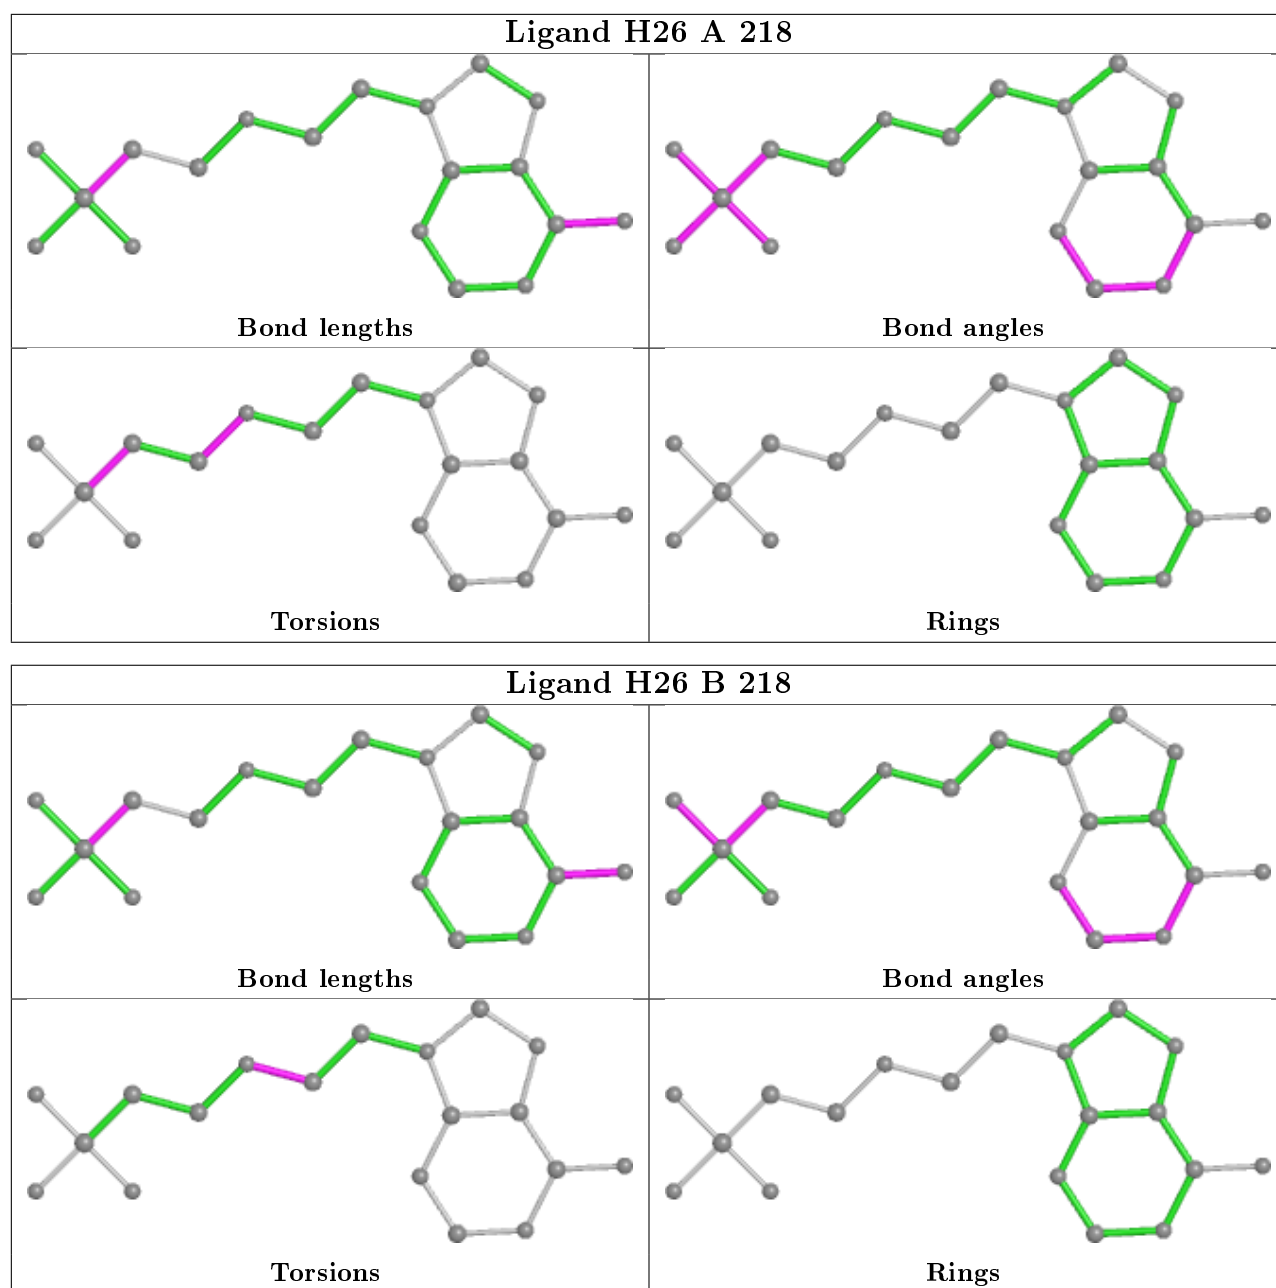 Ligand H26 A 218
Bond lengths
Bond angles
Torsions
Rings
Ligand H26 B 218
Bond lengths
Bond angles
Torsions
Rings